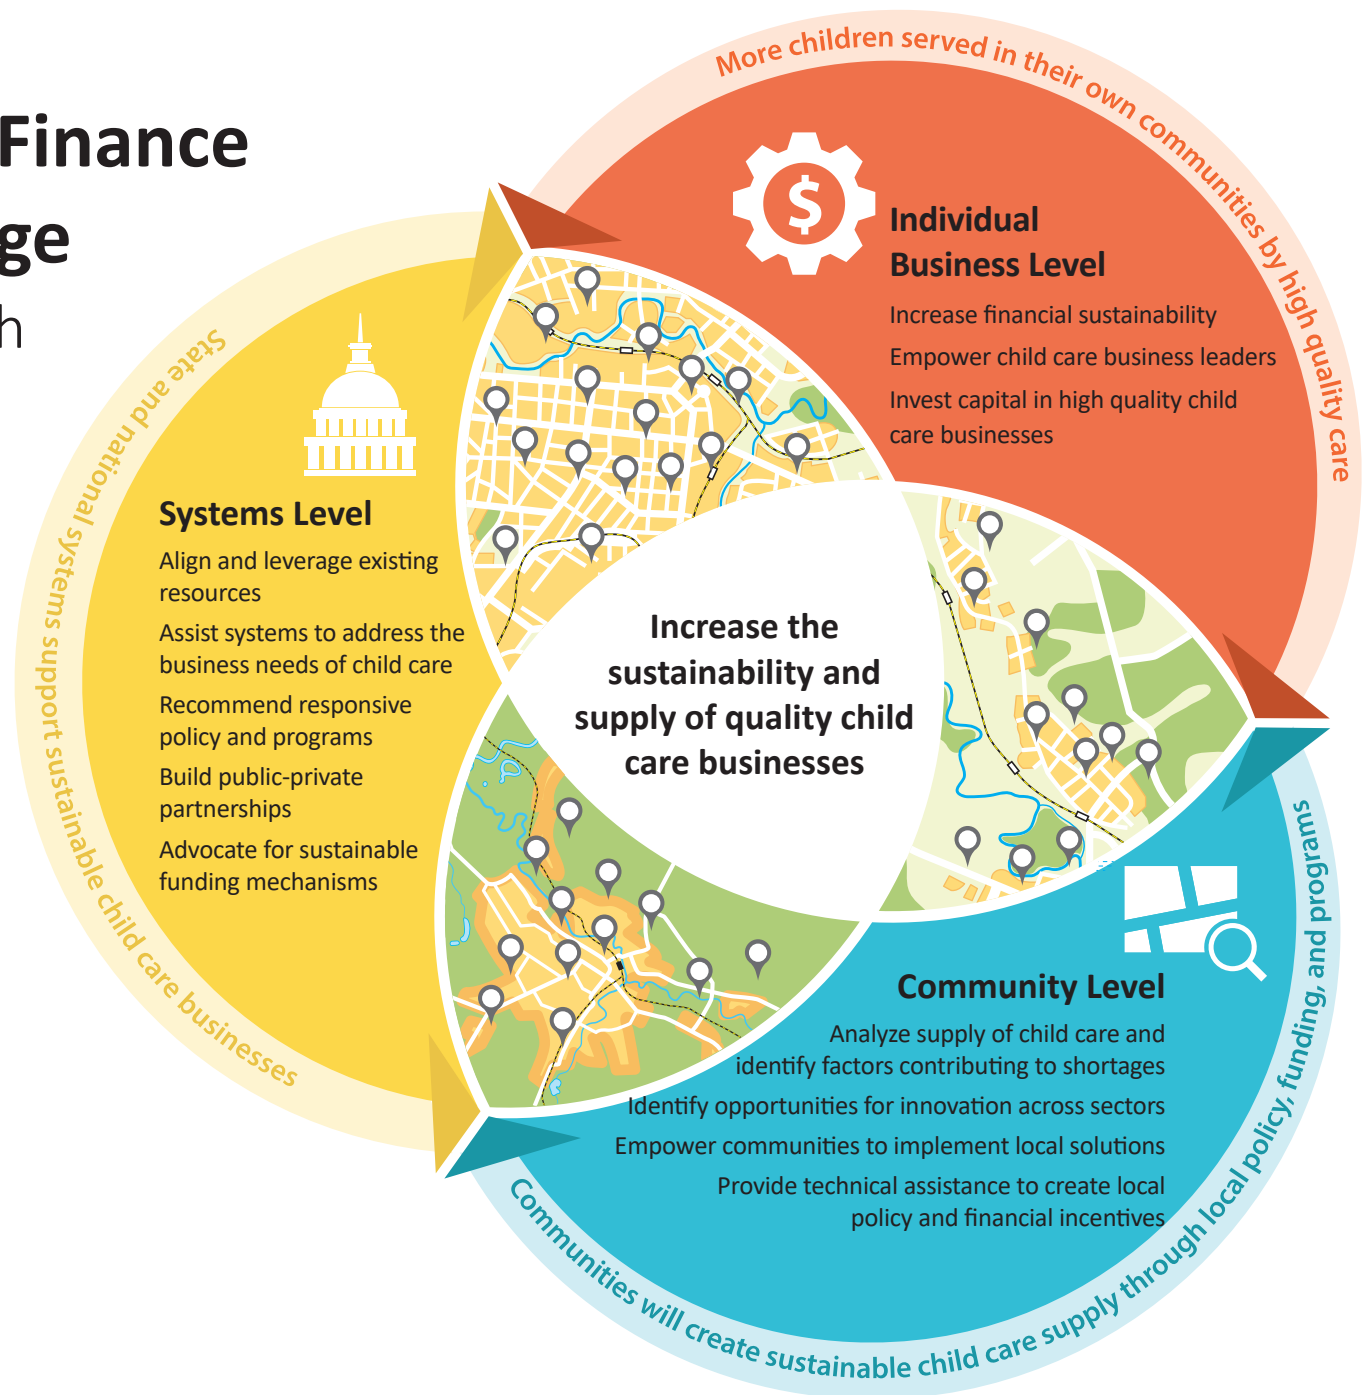 Finance
ge
h
More children served in their own communities by high quality care
$
Individual
Business Level
Increase financial sustainability
Empower child care business leaders
Invest capital in high quality child
care businesses
State and national systems support sustainable child care businesses
Systems Level
Align and leverage existing
resources
Assist systems to address the
business needs of child care
Recommend responsive
policy and programs
Build public-private
partnerships
Advocate for sustainable
funding mechanisms
Increase the
sustainability and
supply of quality child
care businesses
Community Level
Analyze supply of child care and
identify factors contributing to shortages
Identify opportunities for innovation across sectors
Empower communities to implement local solutions
Provide technical assistance to create local
policy and financial incentives
Communities will create sustainable child care supply through local policy, funding, and programs